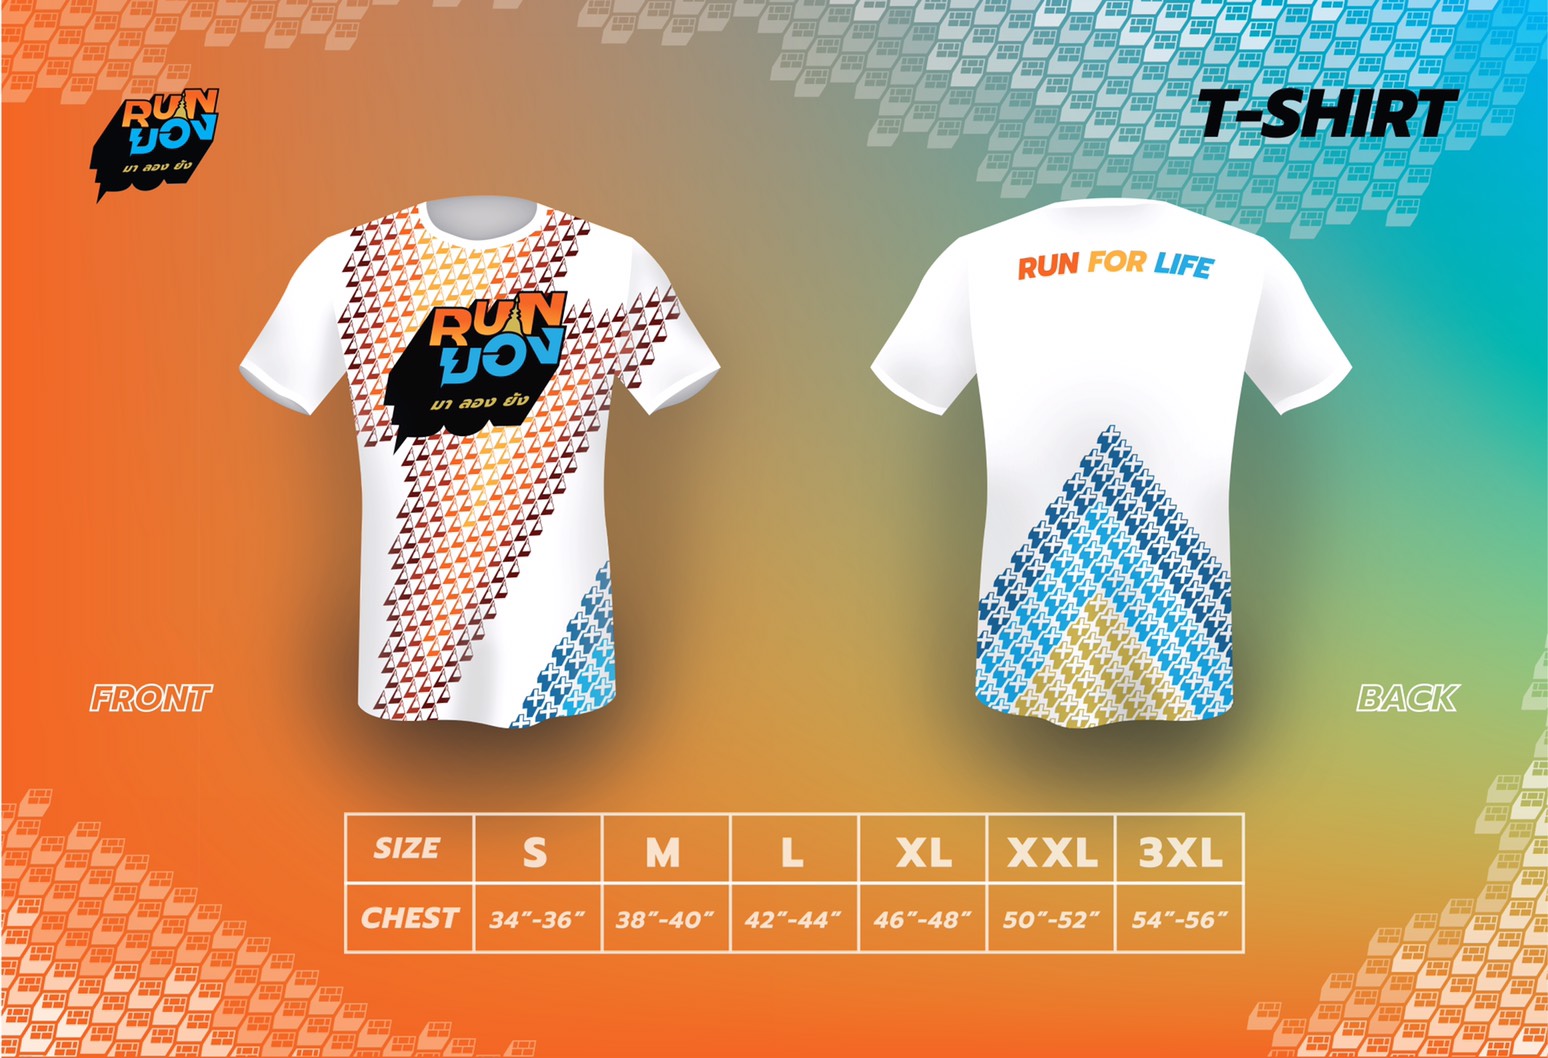 RUN
ยอง
มา ลอง ยัง
T-SHIRT
RUN
ยอง
มา ลอง ยัง
RUN FOR LIFE
FRONT
BACK
SIZE S M L XL XXL 3XL
CHEST 34"-36" 38"-40" 42"-44" 46"-48" 50"-52" 54"-56"